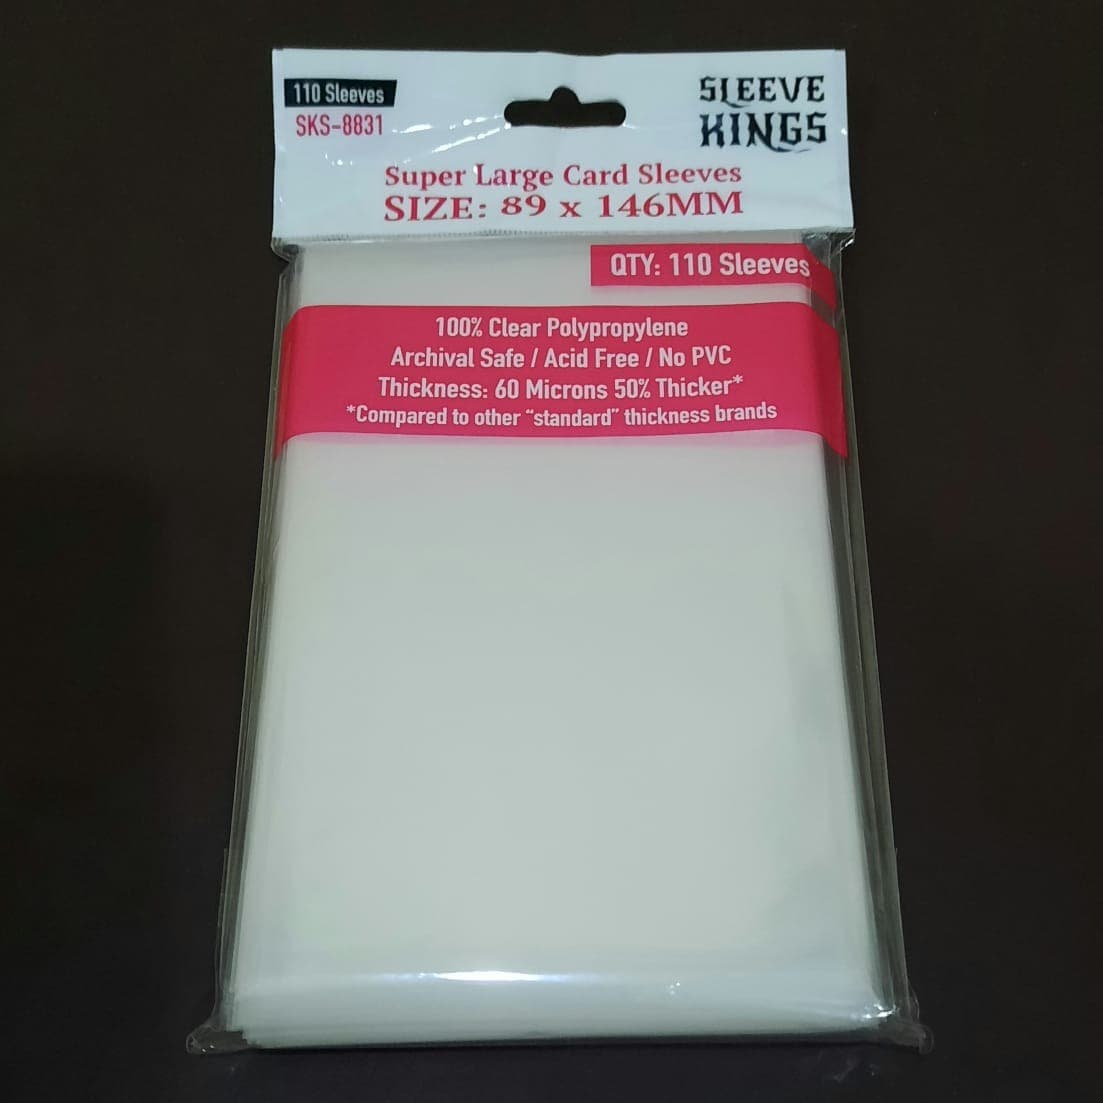 110 Sleeves
SKS-8831
SLEEVE
KINGS
Super Large Card Sleeves
SIZE: 89 x 146MM
QTY: 110 Sleeves
100% Clear Polypropylene
Archival Safe / Acid Free / No PVC
Thickness: 60 Microns 50% Thicker*
*Compared to other “standard” thickness brands